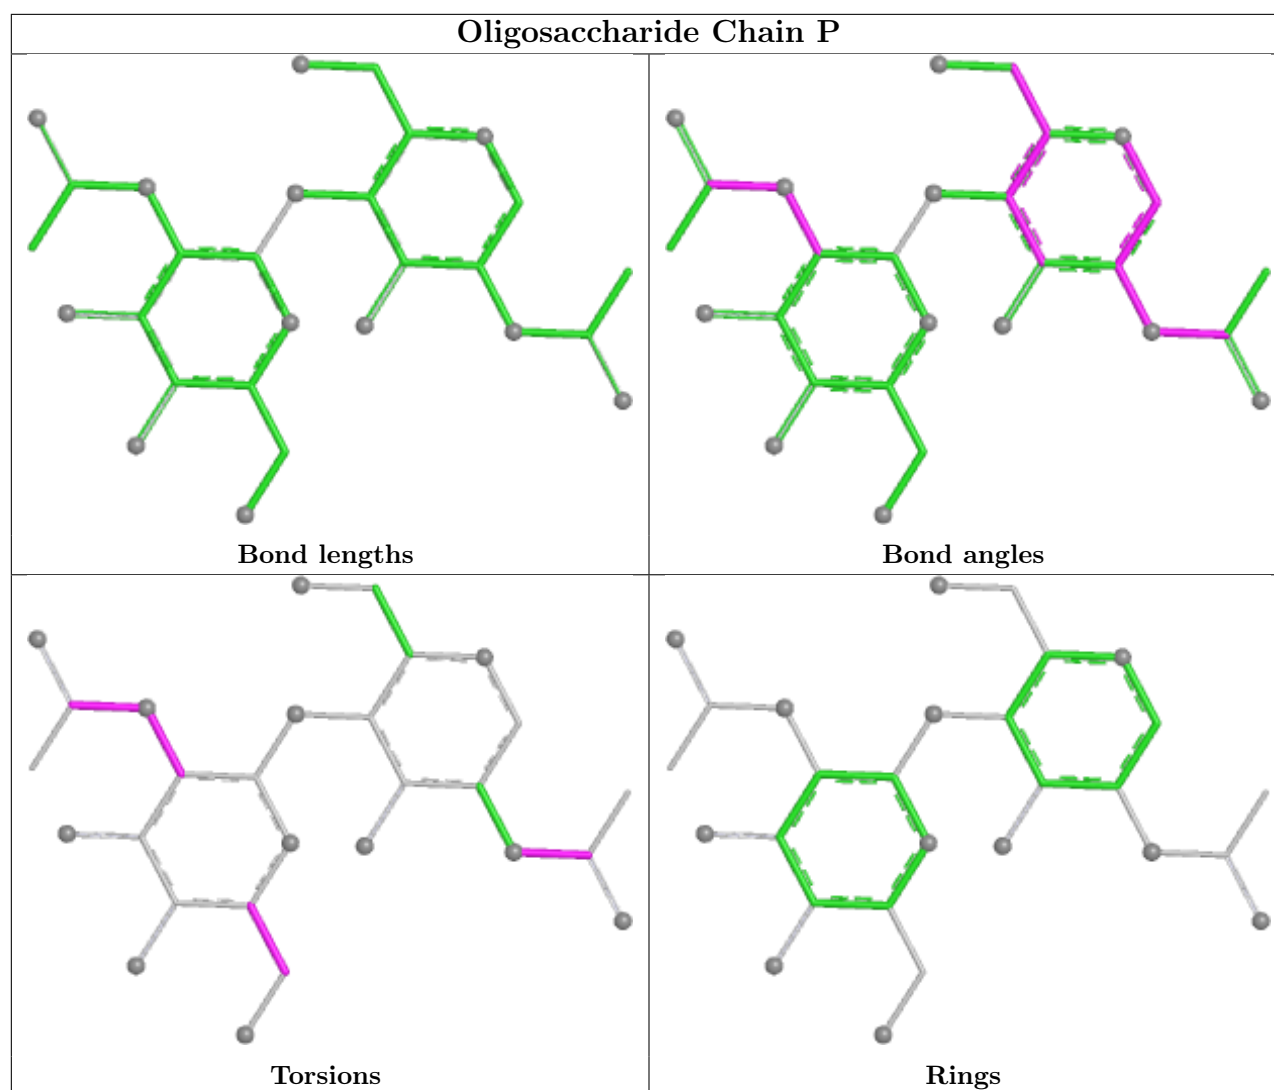 Oligosaccharide Chain P
Bond lengths
Bond angles
Torsions
Rings